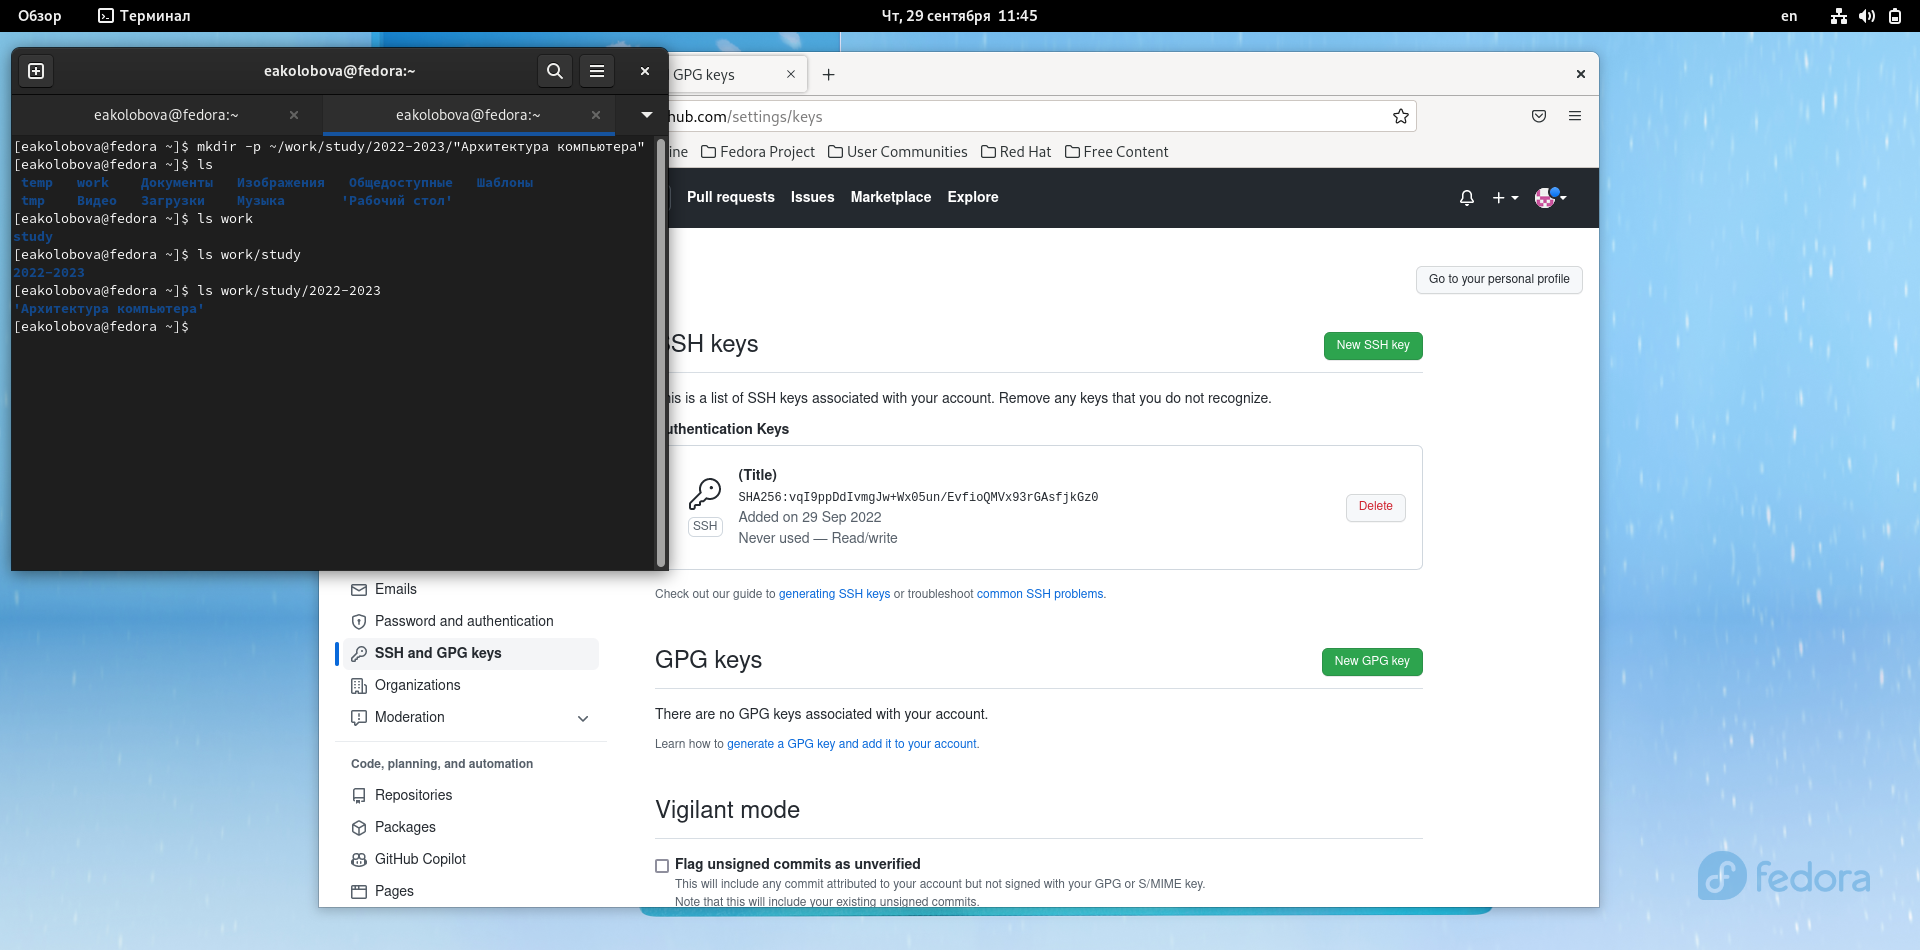 Обзор
Терминал
Чт, 29 сентября 11:45
en
eakolobova@fedora:~
eakolobova@fedora:~
eakolobova@fedora:~
[eakolobova@fedora ~]$ mkdir -p ~/work/study/2022-2023/"Архитектура компьютера"
[eakolobova@fedora ~]$ ls
temp work Документы Изображения Общедоступные Шаблоны
tmp Видео Загрузки Музыка 'Рабочий стол'
[eakolobova@fedora ~]$ ls work
study
[eakolobova@fedora ~]$ ls work/study
2022-2023
[eakolobova@fedora ~]$ ls work/study/2022-2023
'Архитектура компьютера'
[eakolobova@fedora ~]$
GPG keys
hub.com/settings/keys
Fedora Project
User Communities
Red Hat
Free Content
Pull requests
Issues
Marketplace
Explore
Go to your personal profile
SSH keys
New SSH key
is is a list of SSH keys associated with your account. Remove any keys that you do not recognize.
uthentication Keys
(Title)
SHA256:vqI9ppDdIvmgJw+Wx05un/EvfioQMVx93rGAsfjkGz0
Added on 29 Sep 2022
Never used — Read/write
SSH
Delete
Check out our guide to generating SSH keys or troubleshoot common SSH problems.
Emails
Password and authentication
SSH and GPG keys
Organizations
Moderation
Code, planning, and automation
Repositories
Packages
GitHub Copilot
Pages
GPG keys
New GPG key
There are no GPG keys associated with your account.
Learn how to generate a GPG key and add it to your account.
Vigilant mode
Flag unsigned commits as unverified
This will include any commit attributed to your account but not signed with your GPG or S/MIME key.
Note that this will include your existing unsigned commits.
fedora